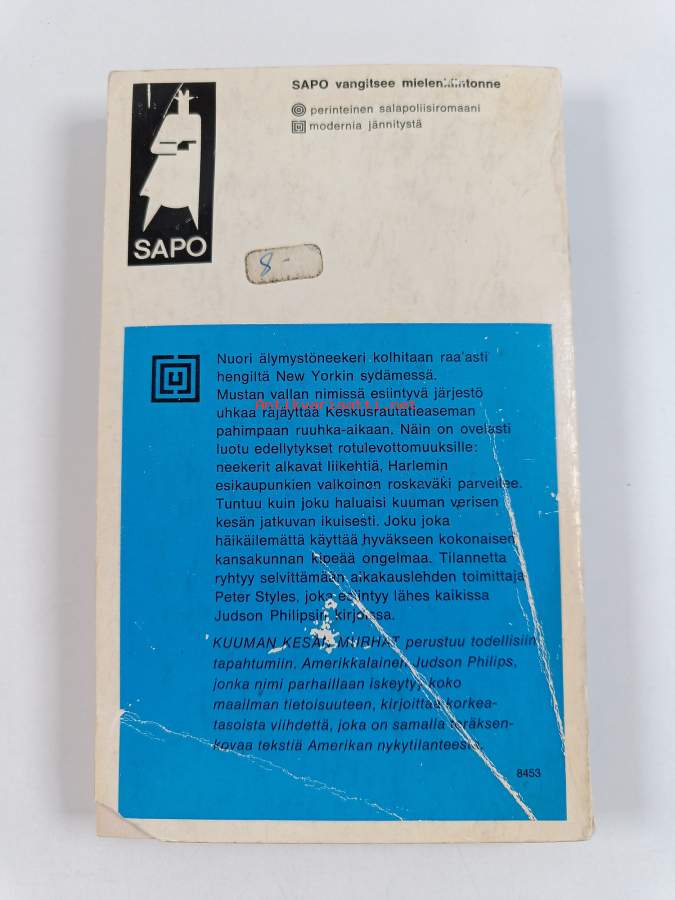 SAPO vangitsee mielenkiintonne
perinteinen salapoliisiromaani
modernia jännitystä
SAPO
8-
Nuori älymystöneekeri kolhitaan raa'asti
hengiltä New Yorkin sydämessä.
Mustan vallan nimissä esiintyvä järjestö
Antikvariaatti.net
uhkaa räjäyttää Keskusrautatieaseman
pahimpaan ruuhka-aikaan. Näin on ovelasti
luotu edellytykset rotulevottomuuksille:
neekerit alkavat liikehtiä, Harlemin
esikaupunkien valkoinen roskaväki parveilee.
Tuntuu kuin joku haluaisi kuuman verisen
kesän jatkuvan ikuisesti. Joku joka
häikäilemättä käyttää hyväkseen kokonaisen
kansakunnan kipeää ongelmaa. Tilannetta
ryhtyy selvittämään aikakauslehden toimittaja
Peter Styles, joka esiintyy lähes kaikissa
Judson Philipsin kirjoissa.
KUUMAN KESÄN MURHAT perustuu todellisiin
tapahtumiin. Amerikkalainen Judson Philips,
jonka nimi parhaillaan iskeytyy koko
maailman tietoisuuteen, kirjoittaa korkea-
tasoista viihdettä, joka on samalla teräksen-
kovaa tekstiä Amerikan nykytilanteesta.
8453